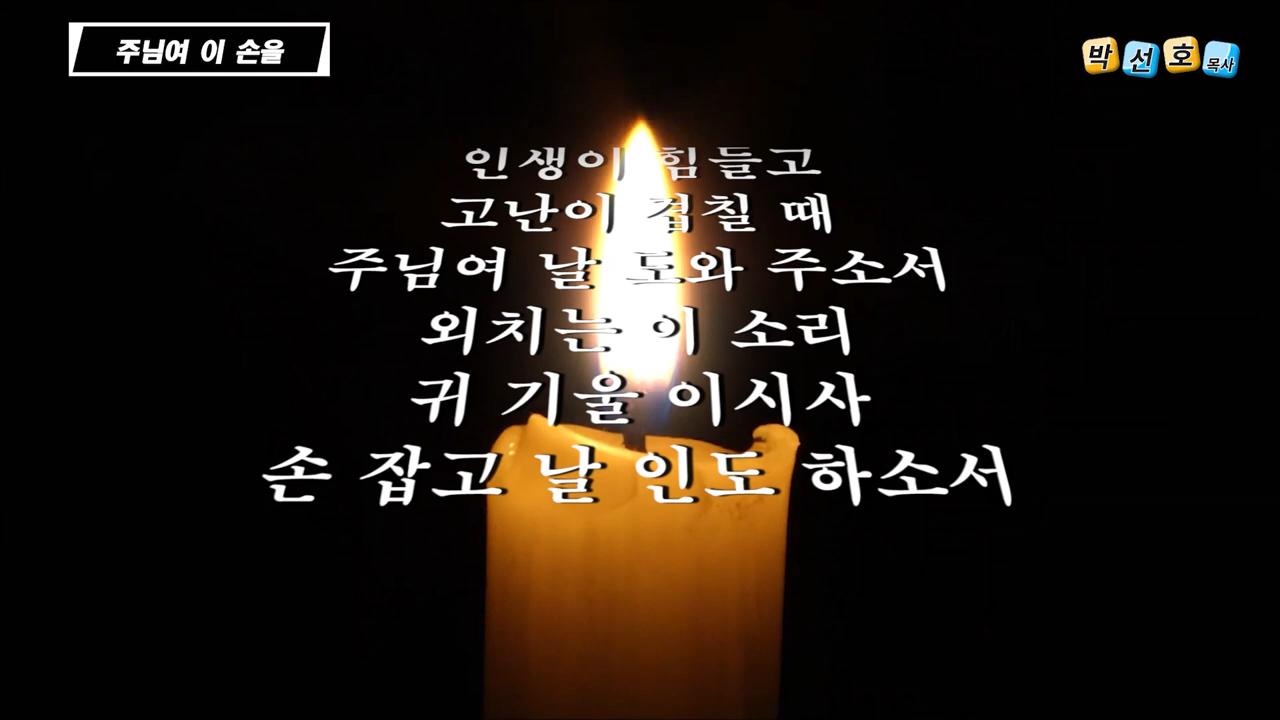 주님여 이 손을
박선호 목사
인생이 힘들고
고난이 겹칠 때
주님여 날 도와 주소서
외치는 이 소리
귀 기울 이시사
손 잡고 날 인도 하소서